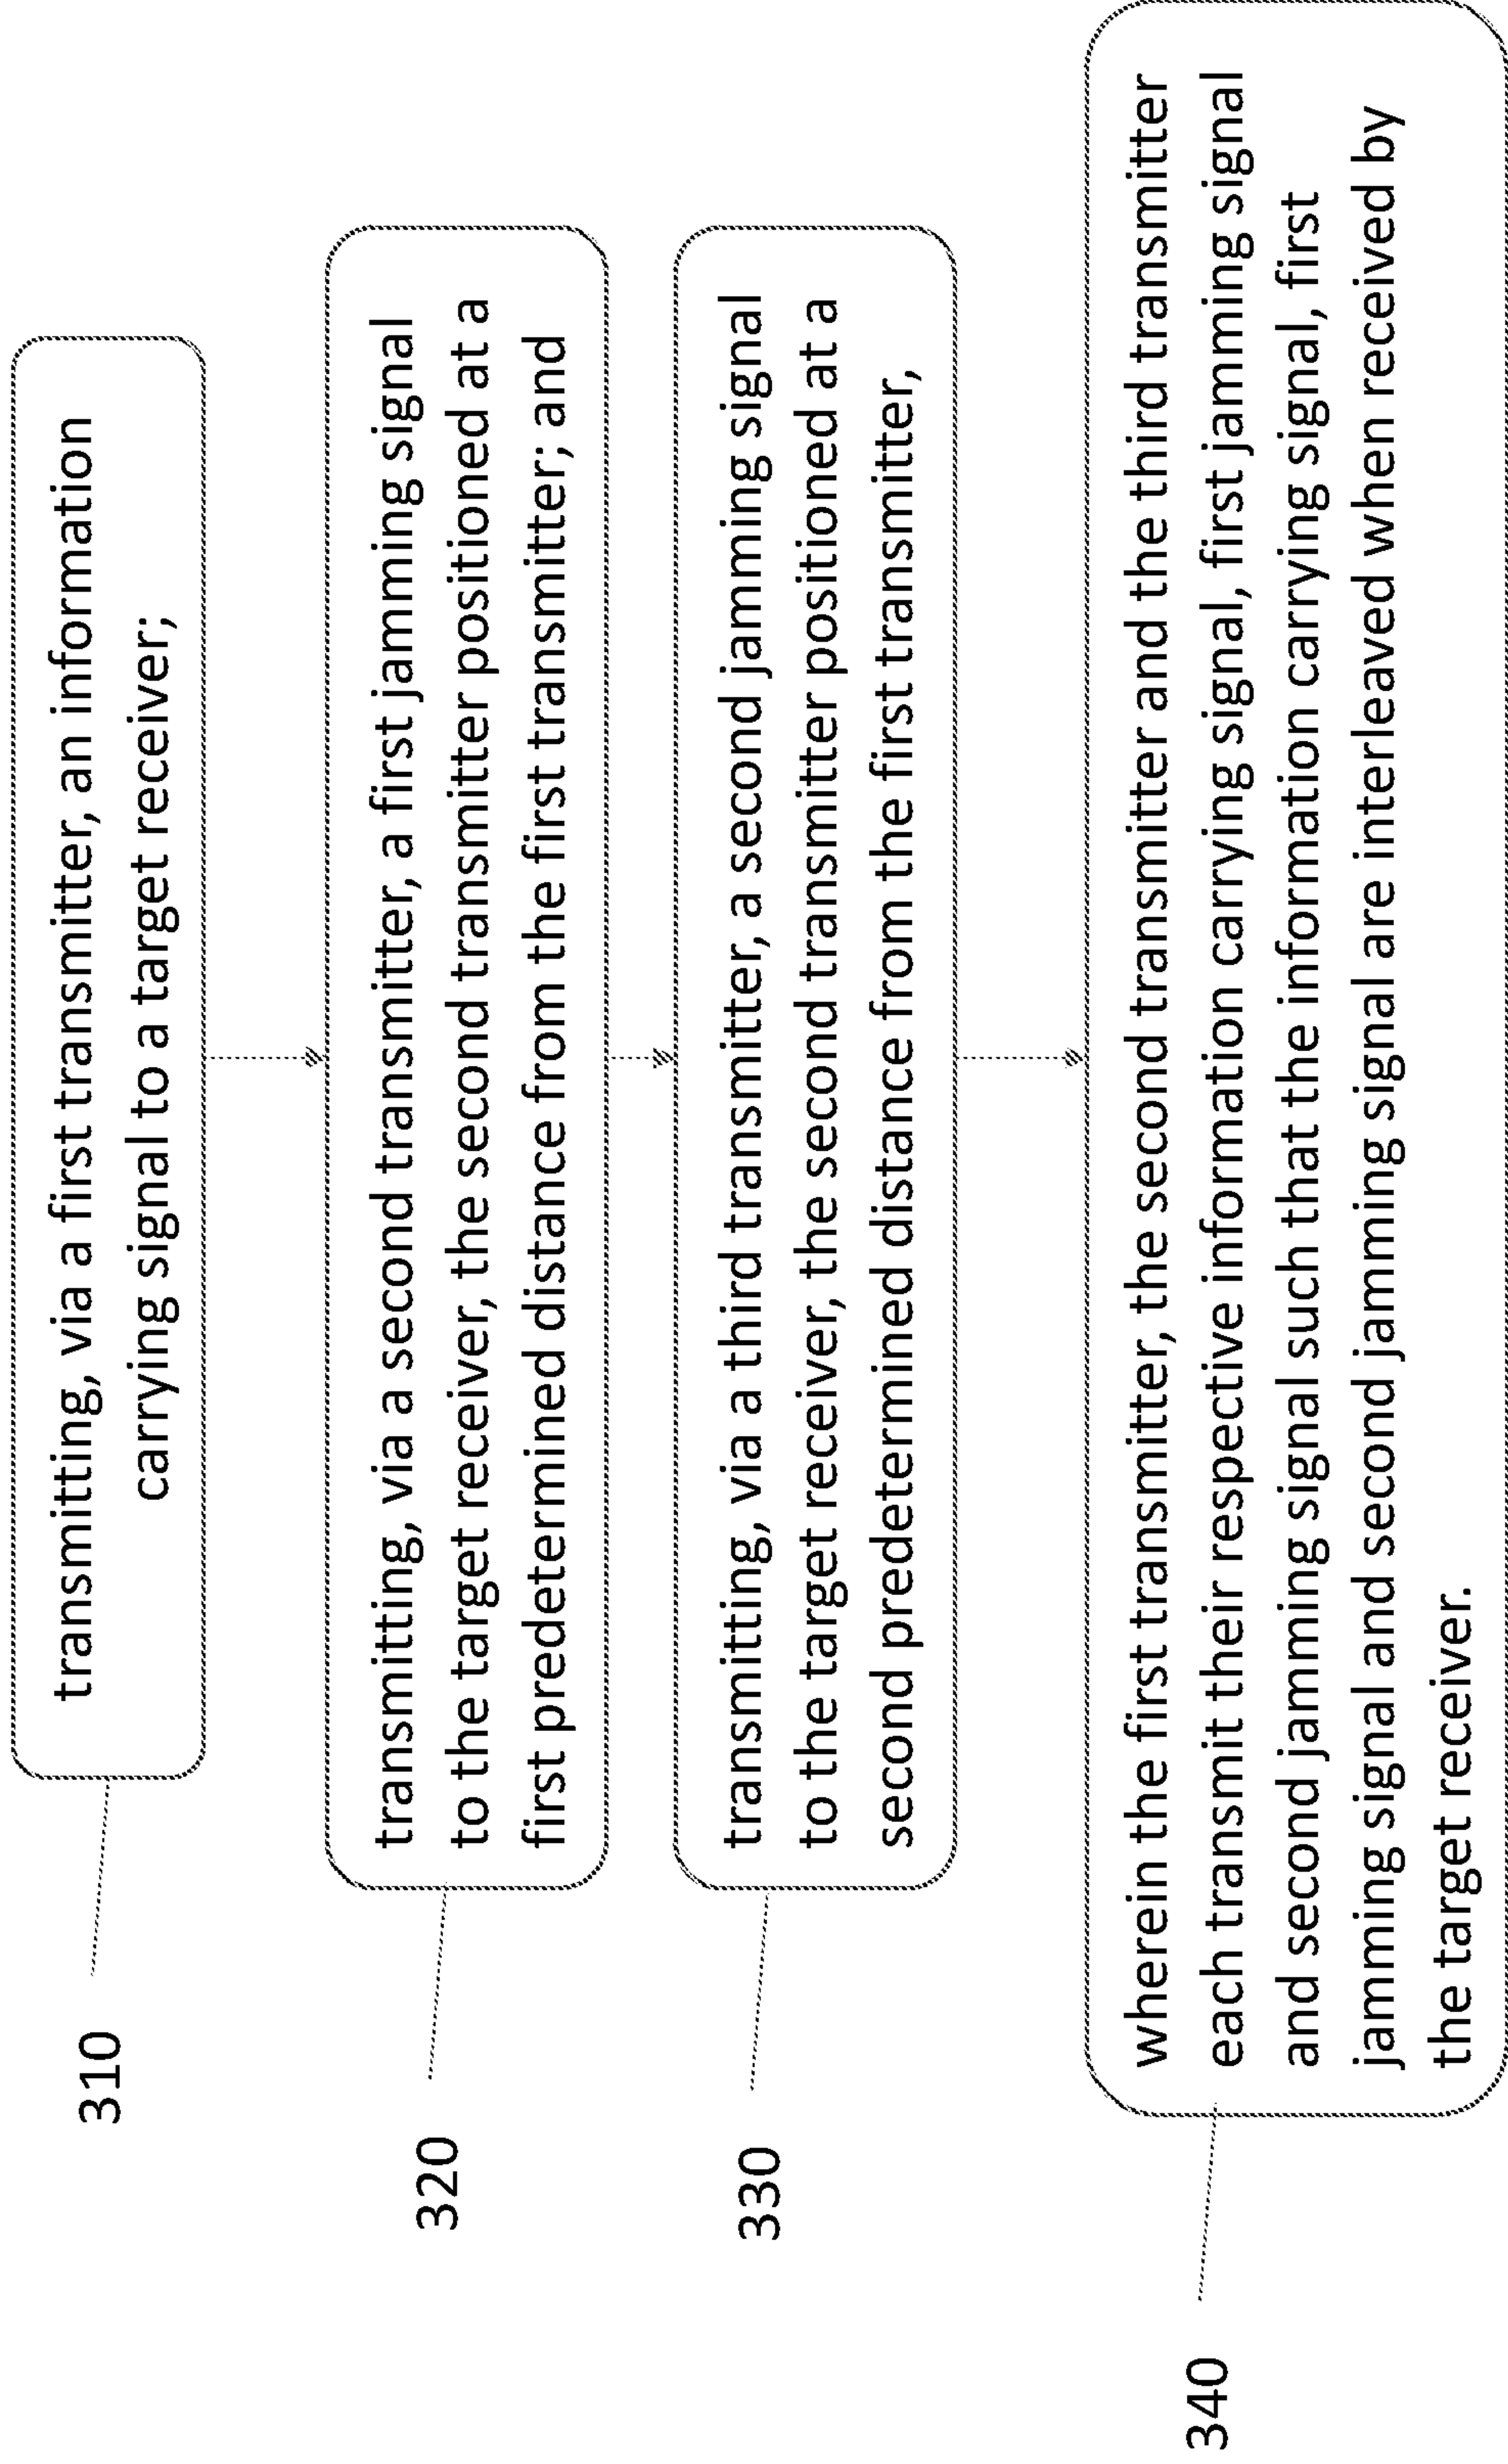 310
transmitting, via a first transmitter, an information
carrying signal to a target receiver;
320
transmitting, via a second transmitter, a first jamming signal
to the target receiver, the second transmitter positioned at a
first predetermined distance from the first transmitter; and
330
transmitting, via a third transmitter, a second jamming signal
to the target receiver, the second transmitter positioned at a
second predetermined distance from the first transmitter,
340
wherein the first transmitter, the second transmitter and the third transmitter
each transmit their respective information carrying signal, first jamming signal
and second jamming signal such that the information carrying signal, first
jamming signal and second jamming signal are interleaved when received by
the target receiver.